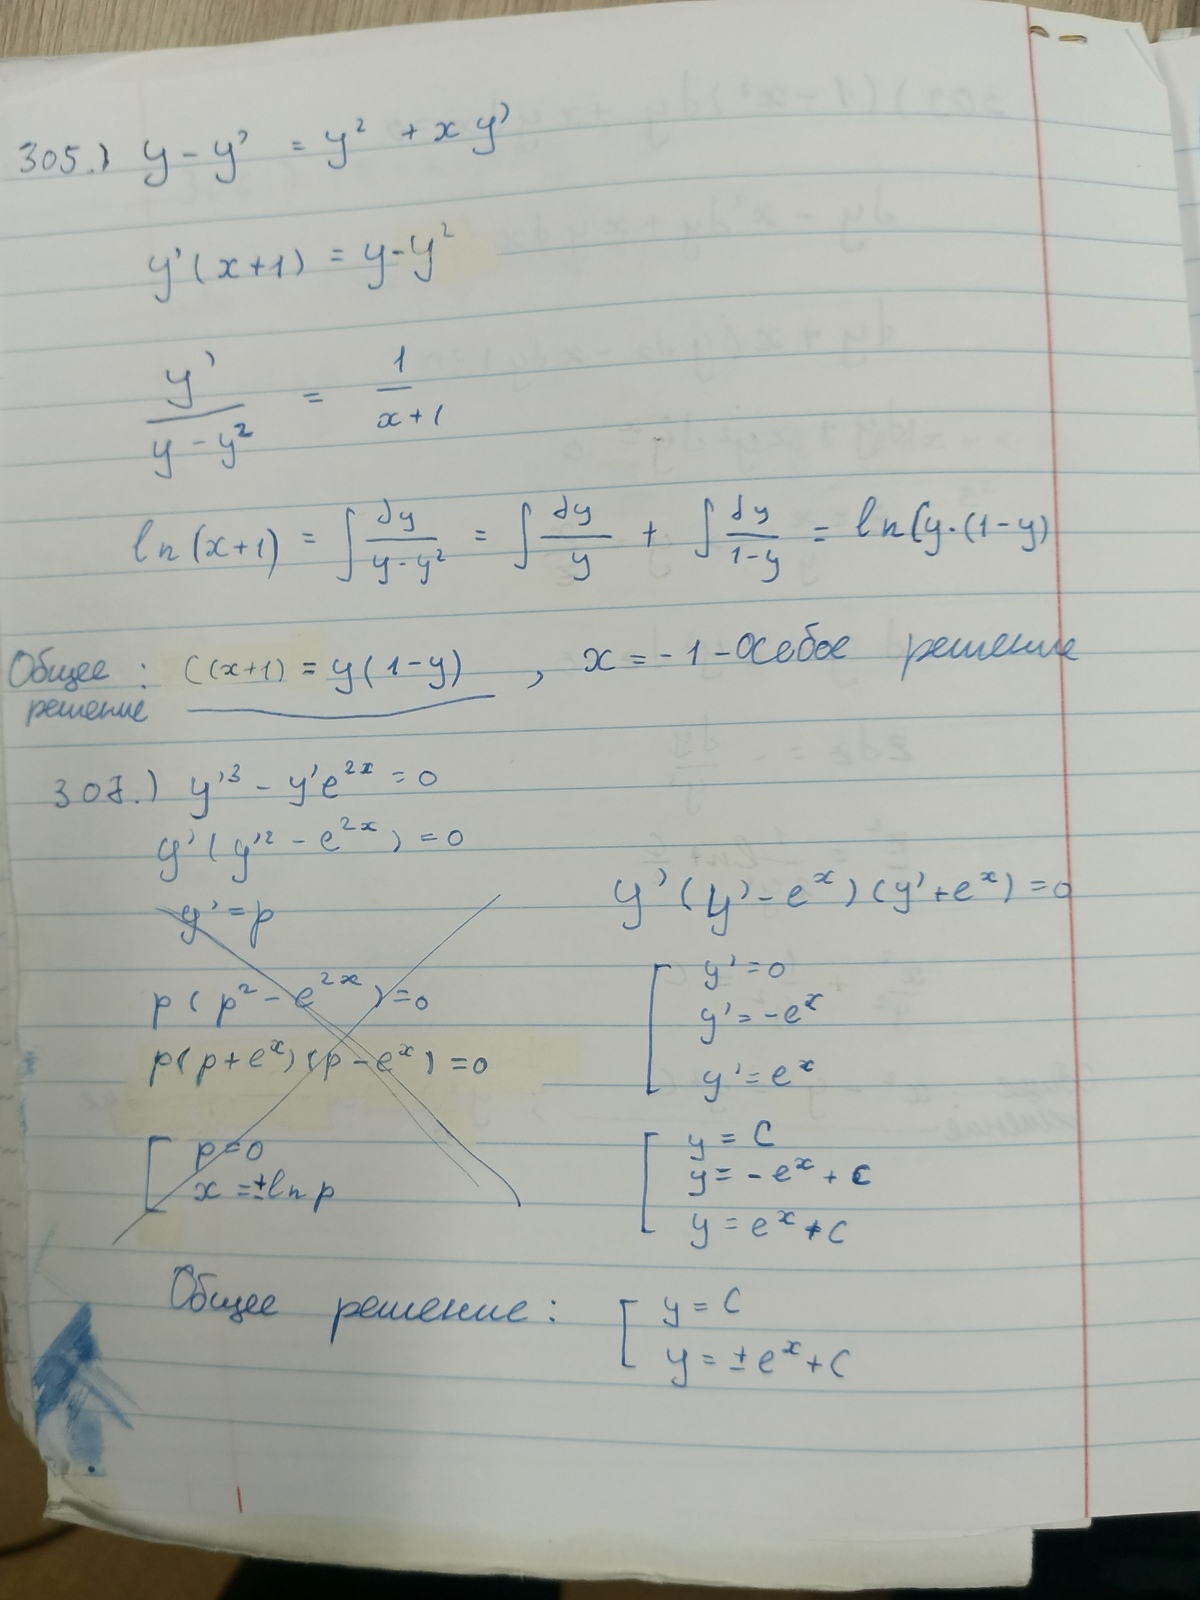 305.) y - y' = y² + x y'
y'(x+1) = y - y²
y' / (y - y²) = 1 / (x+1)
ln(x+1) = ∫ dy/(y-y²) = ∫ dy/y + ∫ dy/(1-y) = ln(y·(1-y)
Общее решение : C(x+1) = y(1-y) , x = -1 - особое решение
307.) y'³ - y'e^{2x} = 0
y'(y'² - e^{2x}) = 0
y' = p
p(p² - e^{2x}) = 0
p(p+e^x)(p-e^x) = 0
[ p=0
x = ±ln p
y'(y' - e^x)(y' + e^x) = 0
[ y' = 0
y' = -e^x
y' = e^x
[ y = C
y = -e^x + C
y = e^x + C
Общее решение : [ y = C
y = ±e^x + C